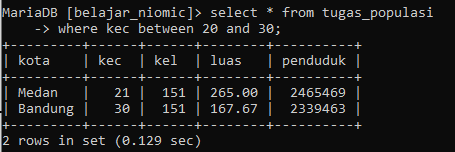 MariaDB [belajar_niomic]> select * from tugas_populasi
    -> where kec between 20 and 30;
+---------+-----+-----+--------+----------+
| kota    | kec | kel | luas   | penduduk |
+---------+-----+-----+--------+----------+
| Medan   |  21 | 151 | 265.00 |  2465469 |
| Bandung |  30 | 151 | 167.67 |  2339463 |
+---------+-----+-----+--------+----------+
2 rows in set (0.129 sec)